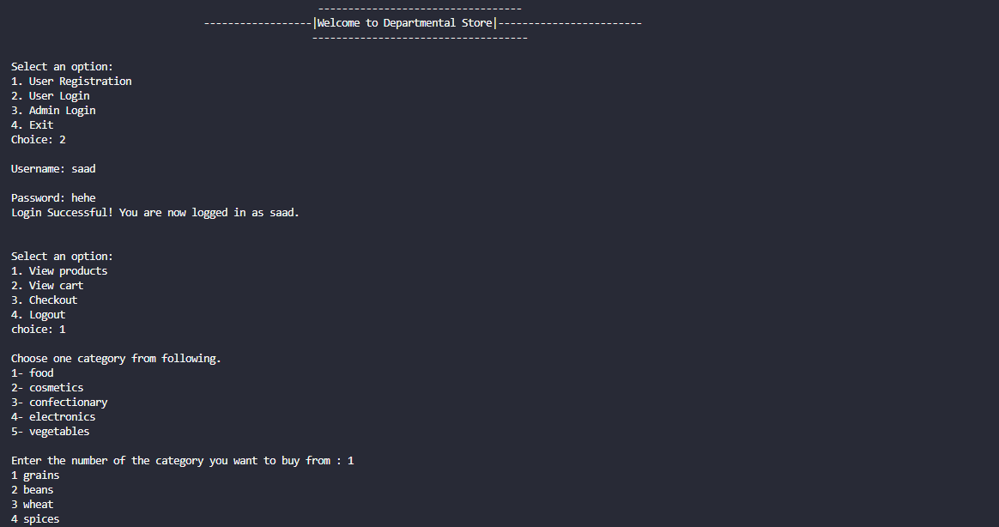 ----------------------------------
------------------|Welcome to Departmental Store|------------------------
------------------------------------
Select an option:
1. User Registration
2. User Login
3. Admin Login
4. Exit
Choice: 2
Username: saad
Password: hehe
Login Successful! You are now logged in as saad.
Select an option:
1. View products
2. View cart
3. Checkout
4. Logout
choice: 1
Choose one category from following.
1- food
2- cosmetics
3- confectionary
4- electronics
5- vegetables
Enter the number of the category you want to buy from : 1
1 grains
2 beans
3 wheat
4 spices